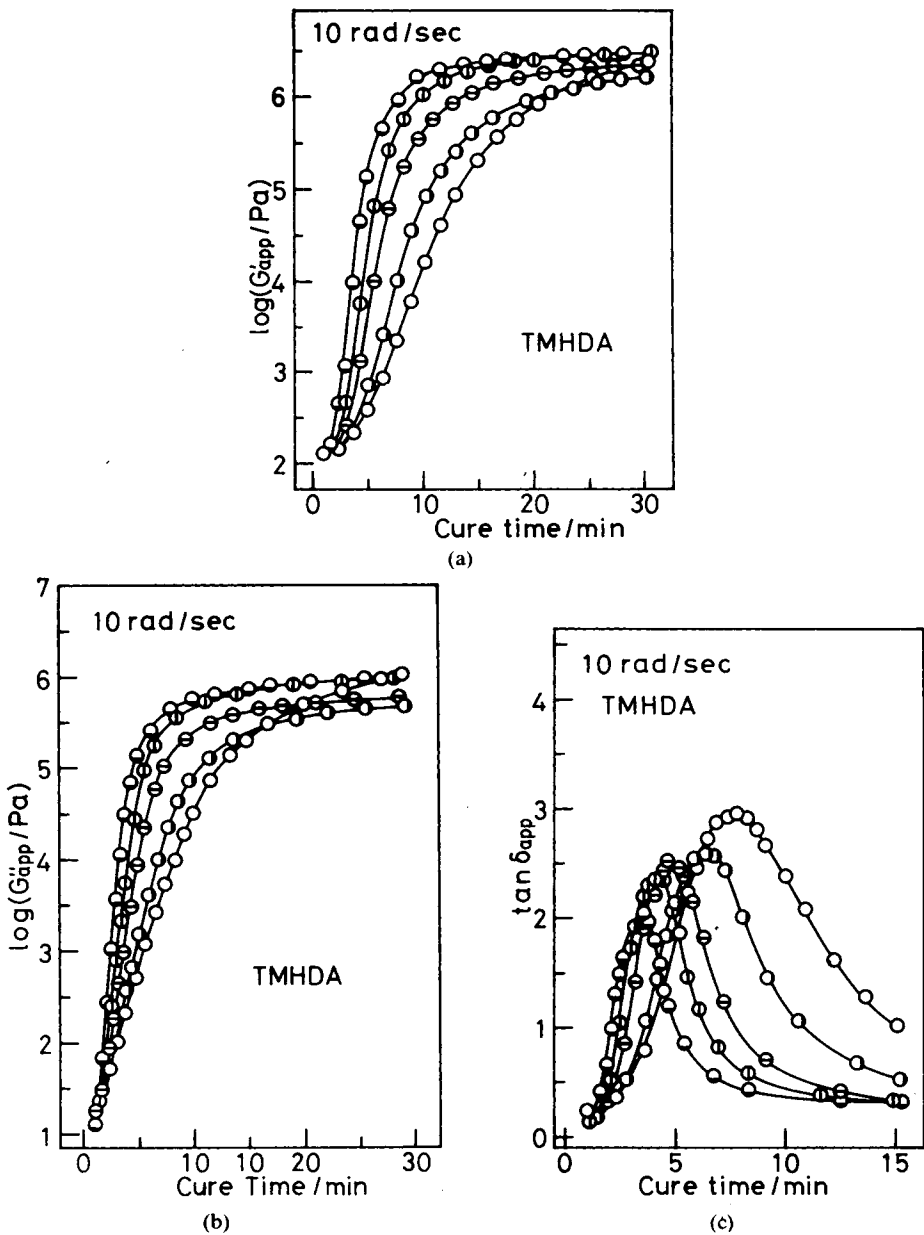 10 rad/sec
log(G'app/Pa)
6
5
4
3
2
TMHDA
0 10 20 30
Cure time/min
(a)
7
10 rad/sec
6
5
log(G"app/Pa)
4
3
TMHDA
2
1
0 10 20 30
Cure Time/min
(b)
10 rad/sec
4
TMHDA
3
tan δapp
2
1
0
0 5 10 15
Cure time/min
(c)